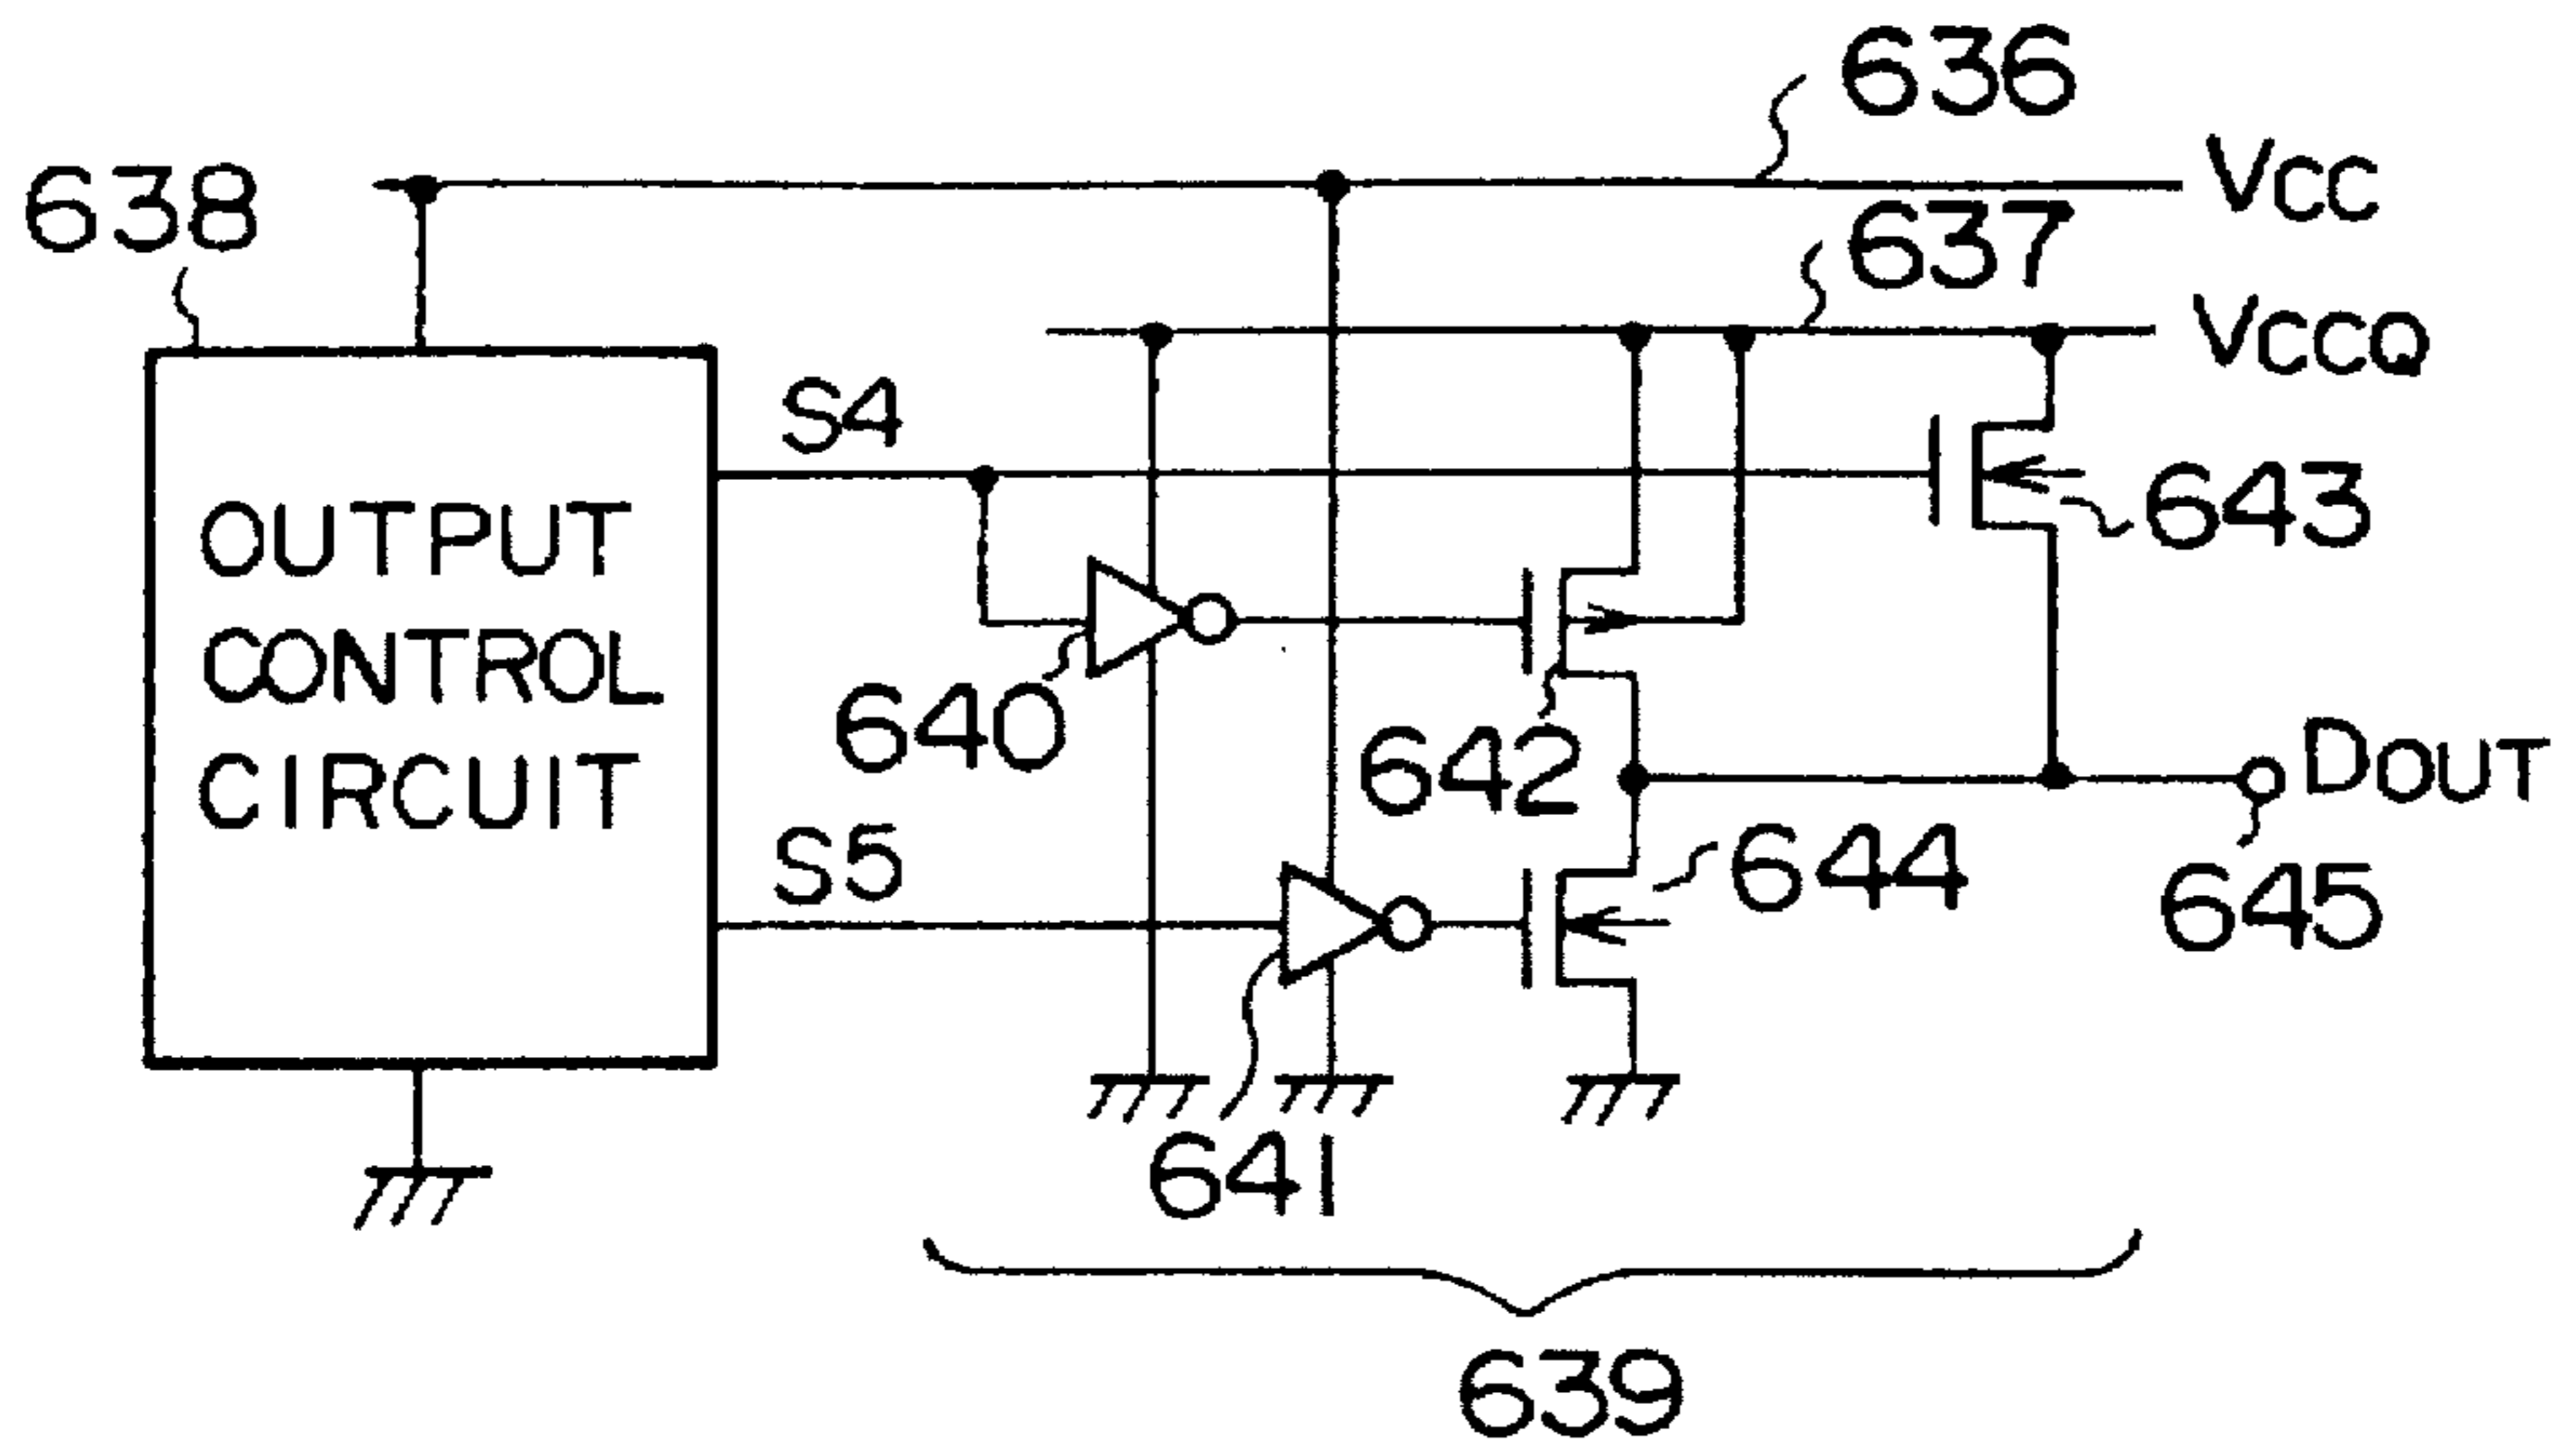 636
VCC
638
637
VCCQ
S4
643
OUTPUT
CONTROL
CIRCUIT
640
642
DOUT
S5
644
645
641
639